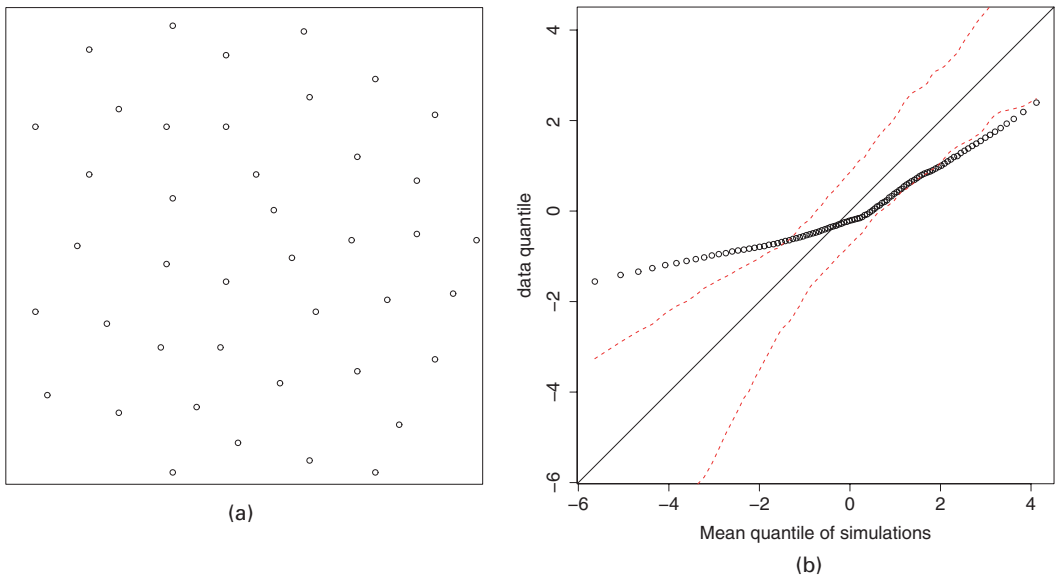 (a)
4
2
0
−2
−4
−6
data quantile
−6 −4 −2 0 2 4
Mean quantile of simulations
(b)